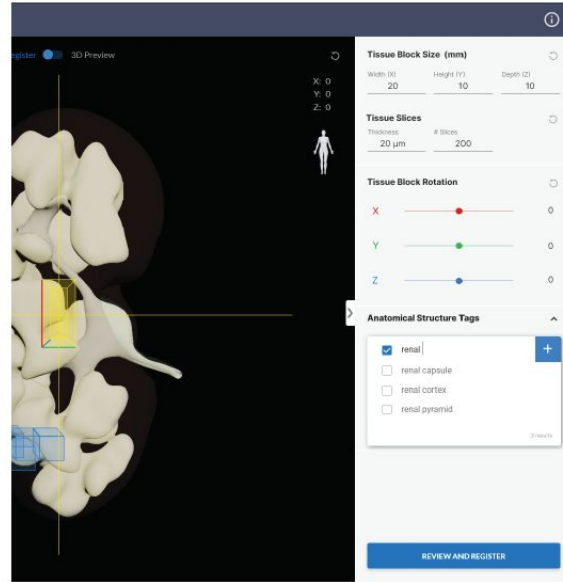 egister 3D Preview
X: 0
Y: 0
Z: 0
Tissue Block Size (mm)
Width (X) Height (Y) Depth (Z)
20 10 10
Tissue Slices
Thickness # Slices
20 μm 200
Tissue Block Rotation
X 0
Y 0
Z 0
Anatomical Structure Tags
renal
+
renal capsule
renal cortex
renal pyramid
3 results
REVIEW AND REGISTER